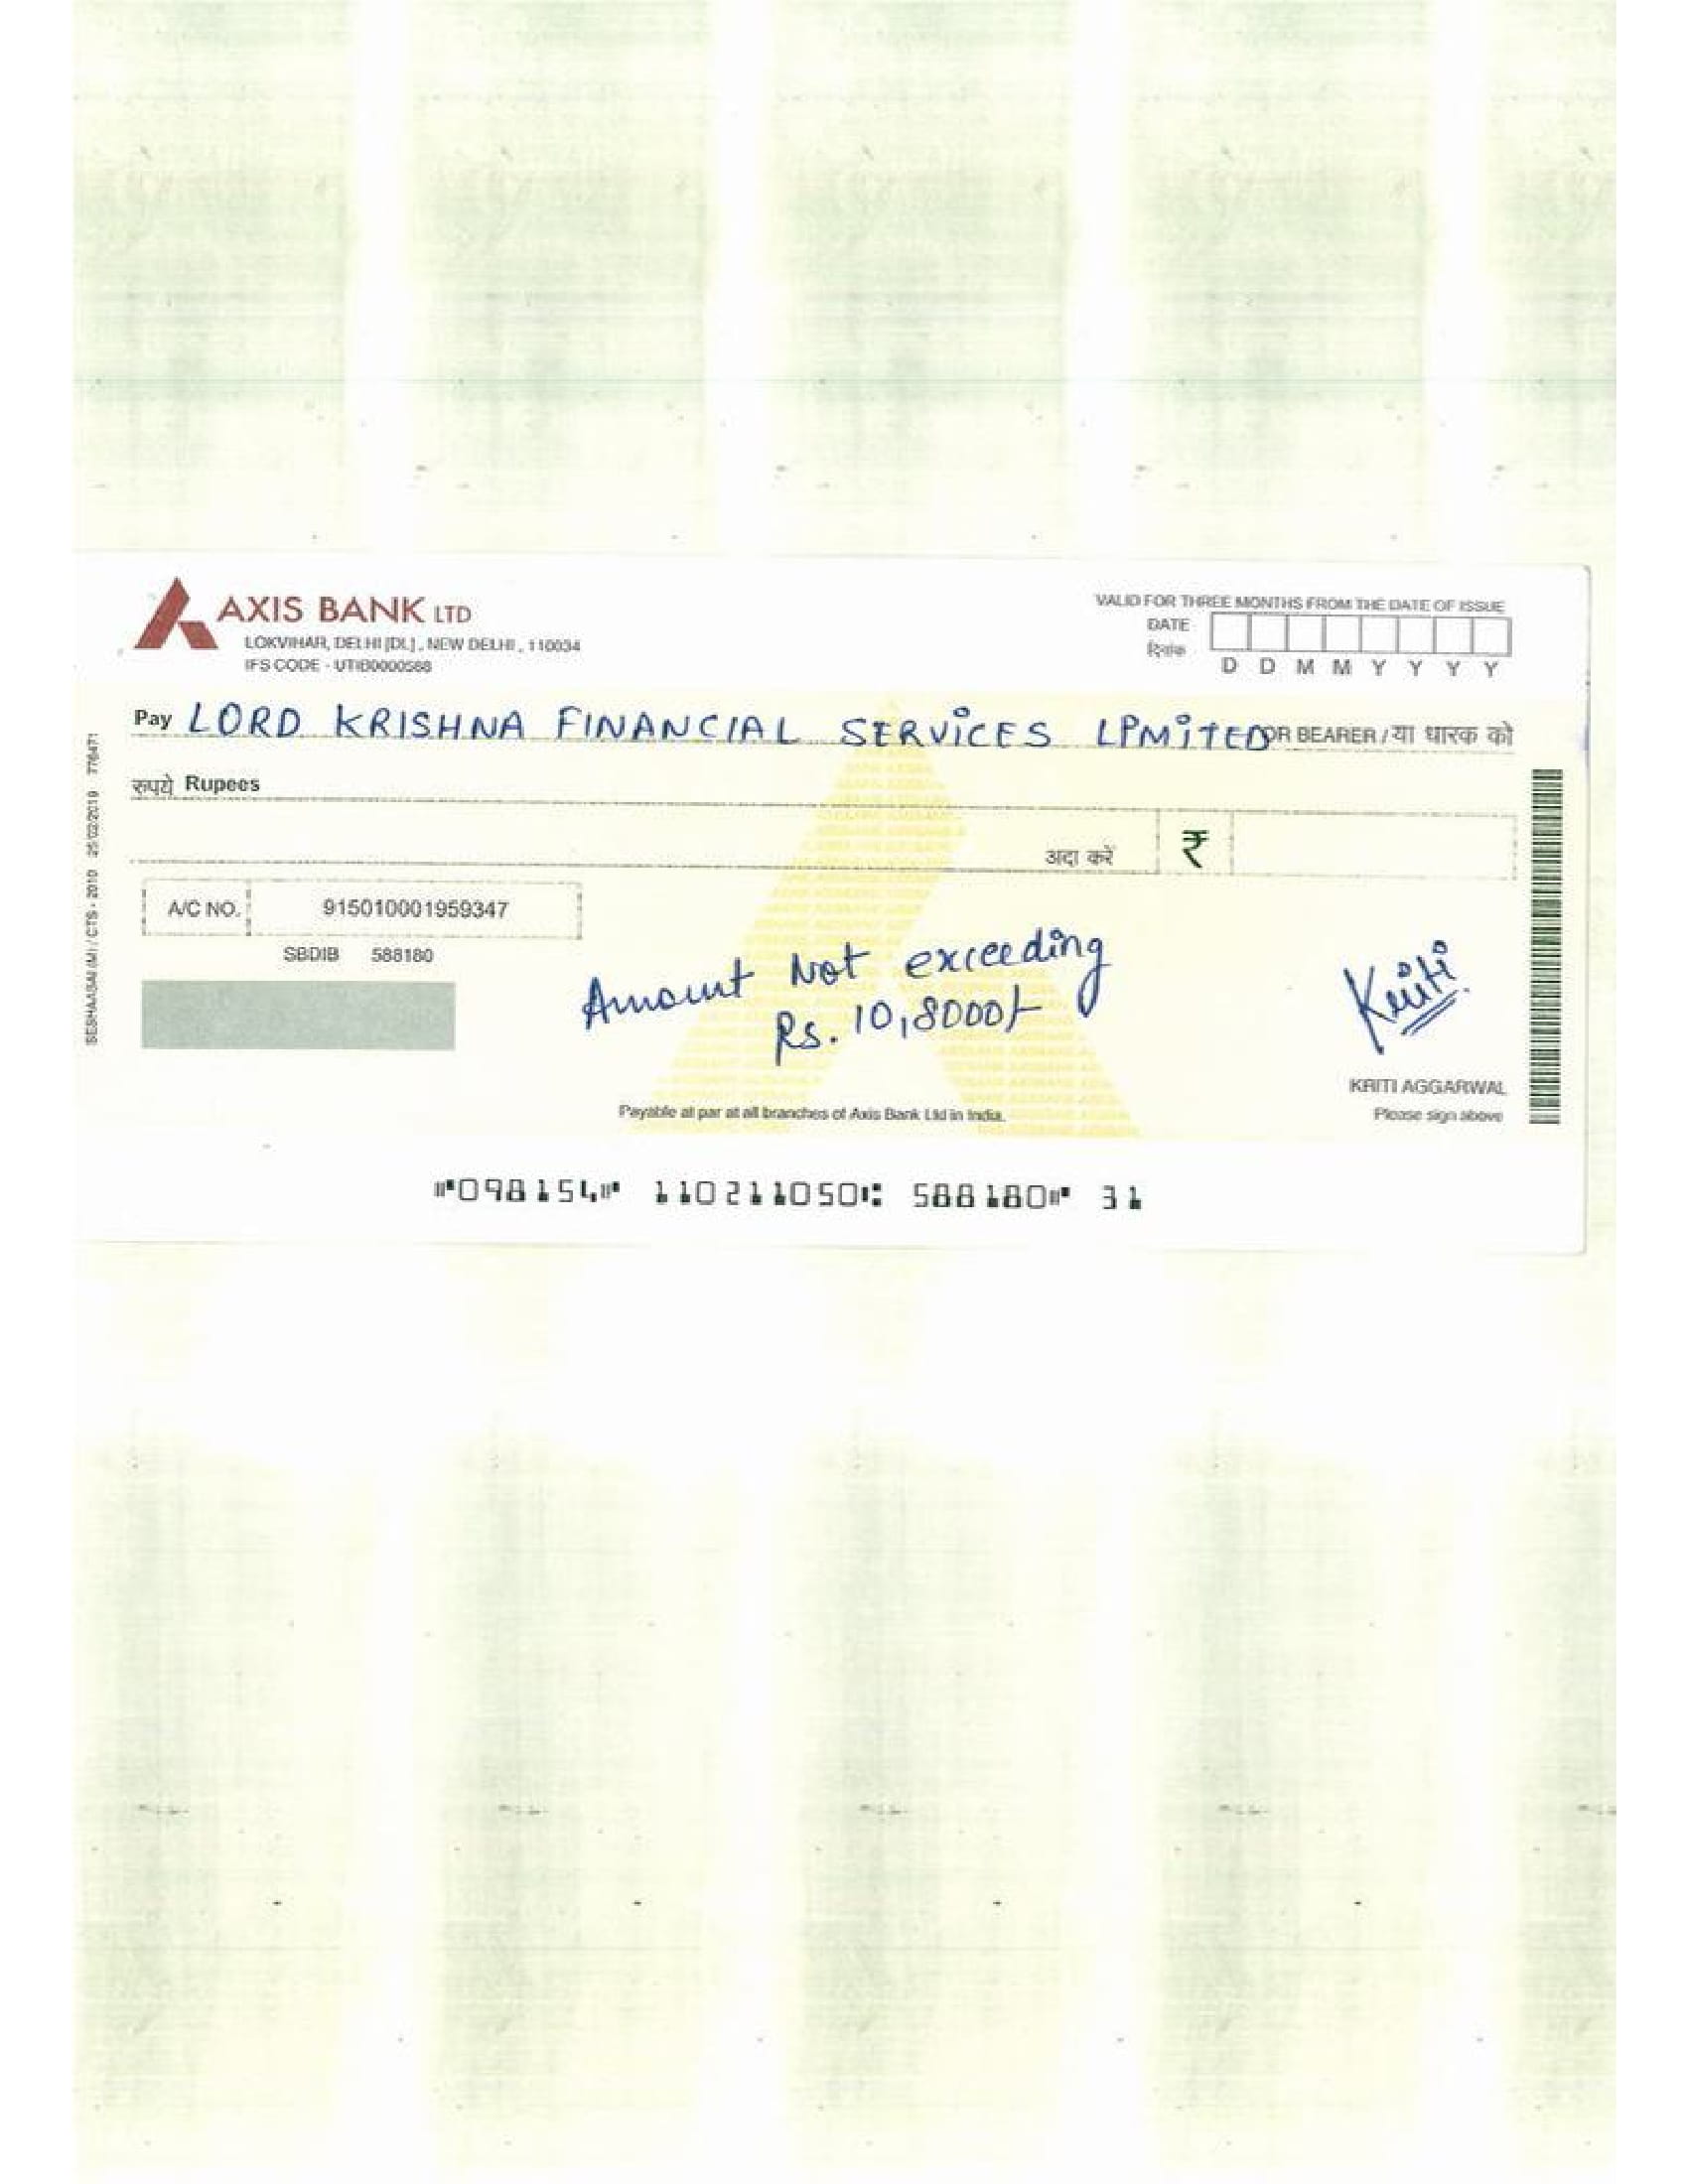 AXIS BANK LTD
LOKVIHAR, DELHI [DL], NEW DELHI, 110034
IFS CODE - UTIB0000588
VALID FOR THREE MONTHS FROM THE DATE OF ISSUE
DATE
दिनांक
D D M M Y Y Y Y
Pay LORD KRISHNA FINANCIAL SERVICES LPMITED OR BEARER / या धारक को
रुपये Rupees
अदा करें ₹
A/C NO. 915010001959347
SBDIB 588180
Amount Not exceeding
Rs. 10,8000/-
Kriti
KRITI AGGARWAL
Please sign above
Payable at par at all branches of Axis Bank Ltd in India.
⑈098154⑈ 110211050⑆ 588180⑈ 31
SESHAASAI (M) / CTS - 2010 25/02/2019 776471